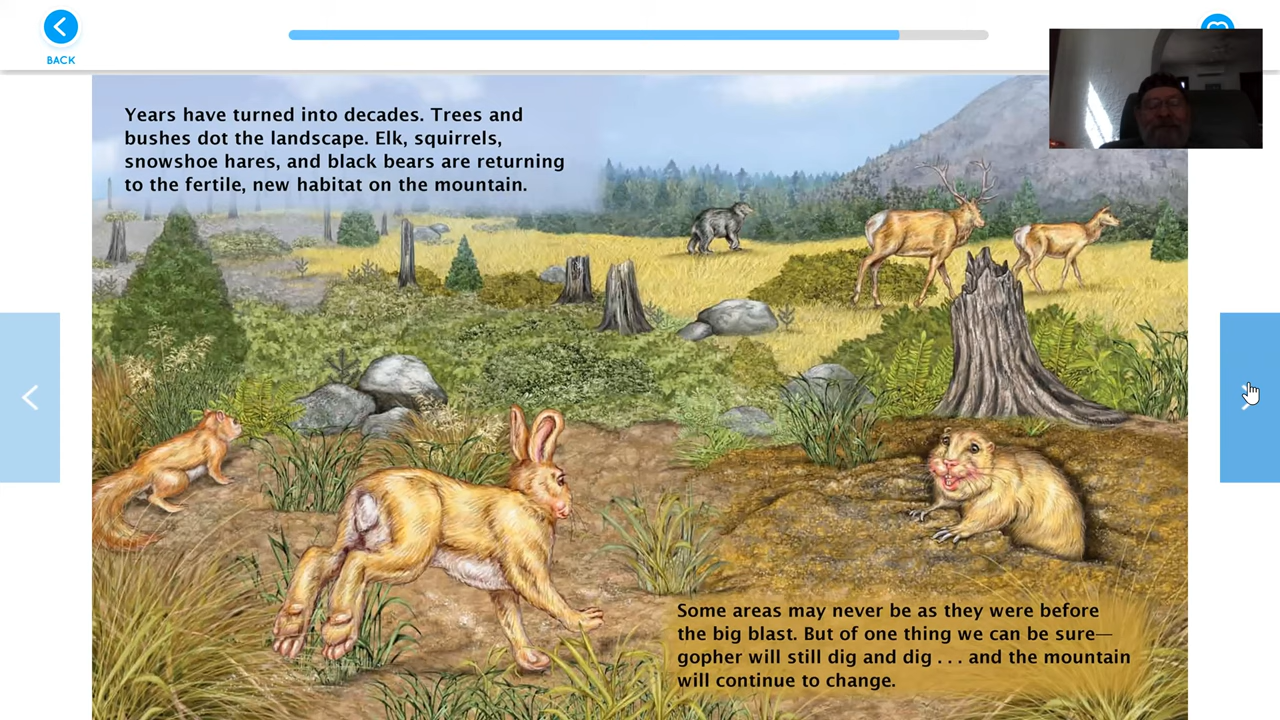 BACK
Years have turned into decades. Trees and
bushes dot the landscape. Elk, squirrels,
snowshoe hares, and black bears are returning
to the fertile, new habitat on the mountain.
Some areas may never be as they were before
the big blast. But of one thing we can be sure—
gopher will still dig and dig . . . and the mountain
will continue to change.